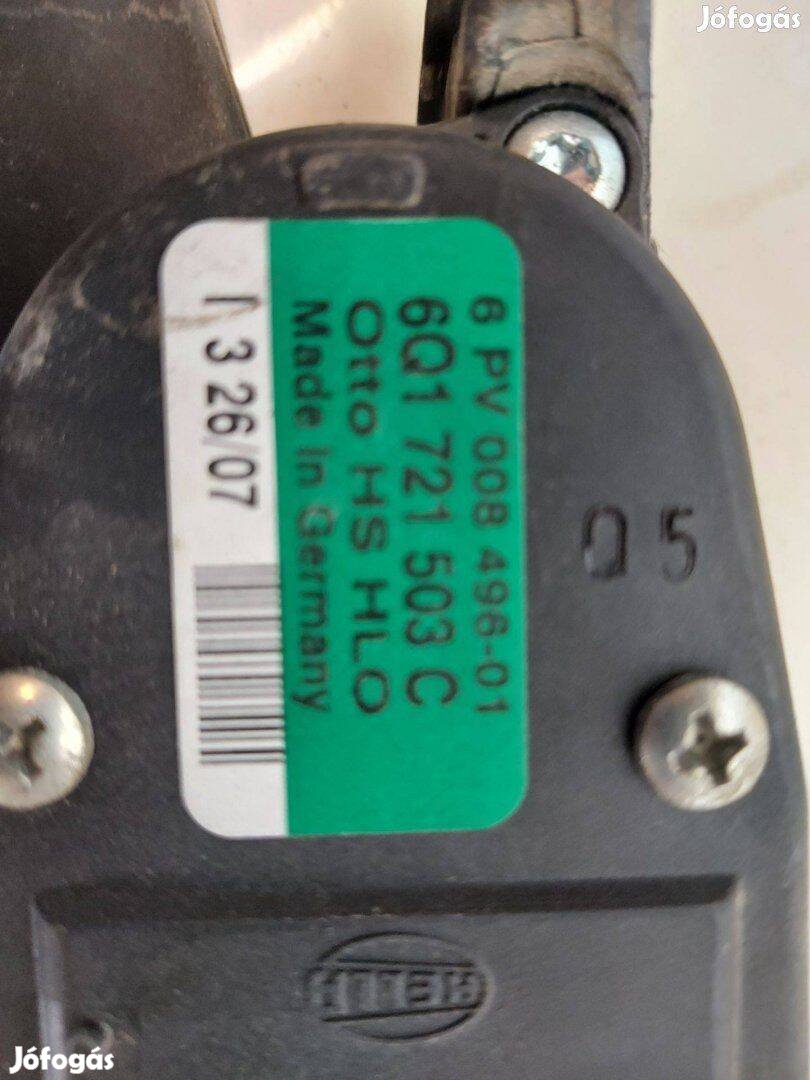 Jófogás
6 PV 008 496-01
6Q1 721 503 C
Otto HS HLO
Made in Germany
3 26/07
05
HELLA
Jófogás